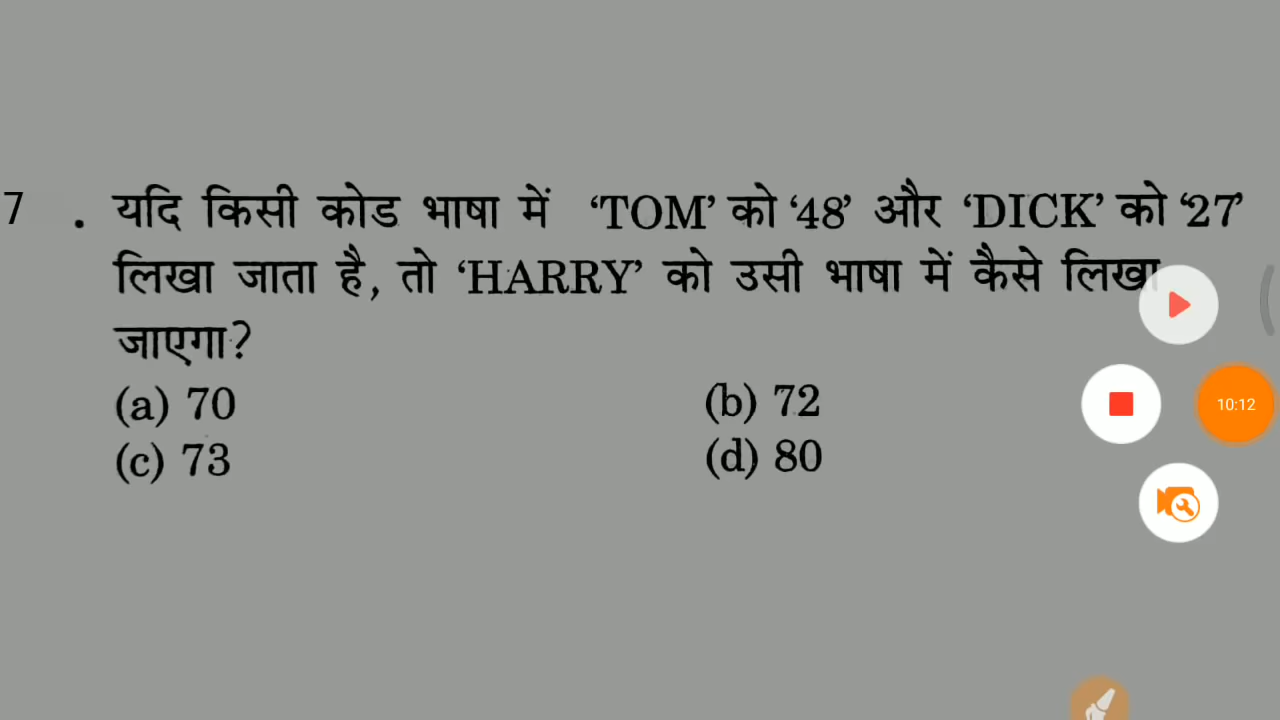 7 . यदि किसी कोड भाषा में ‘TOM’ को ‘48’ और ‘DICK’ को ‘27’
लिखा जाता है, तो ‘HARRY’ को उसी भाषा में कैसे लिखा
जाएगा?
(a) 70 (b) 72
(c) 73 (d) 80
10:12